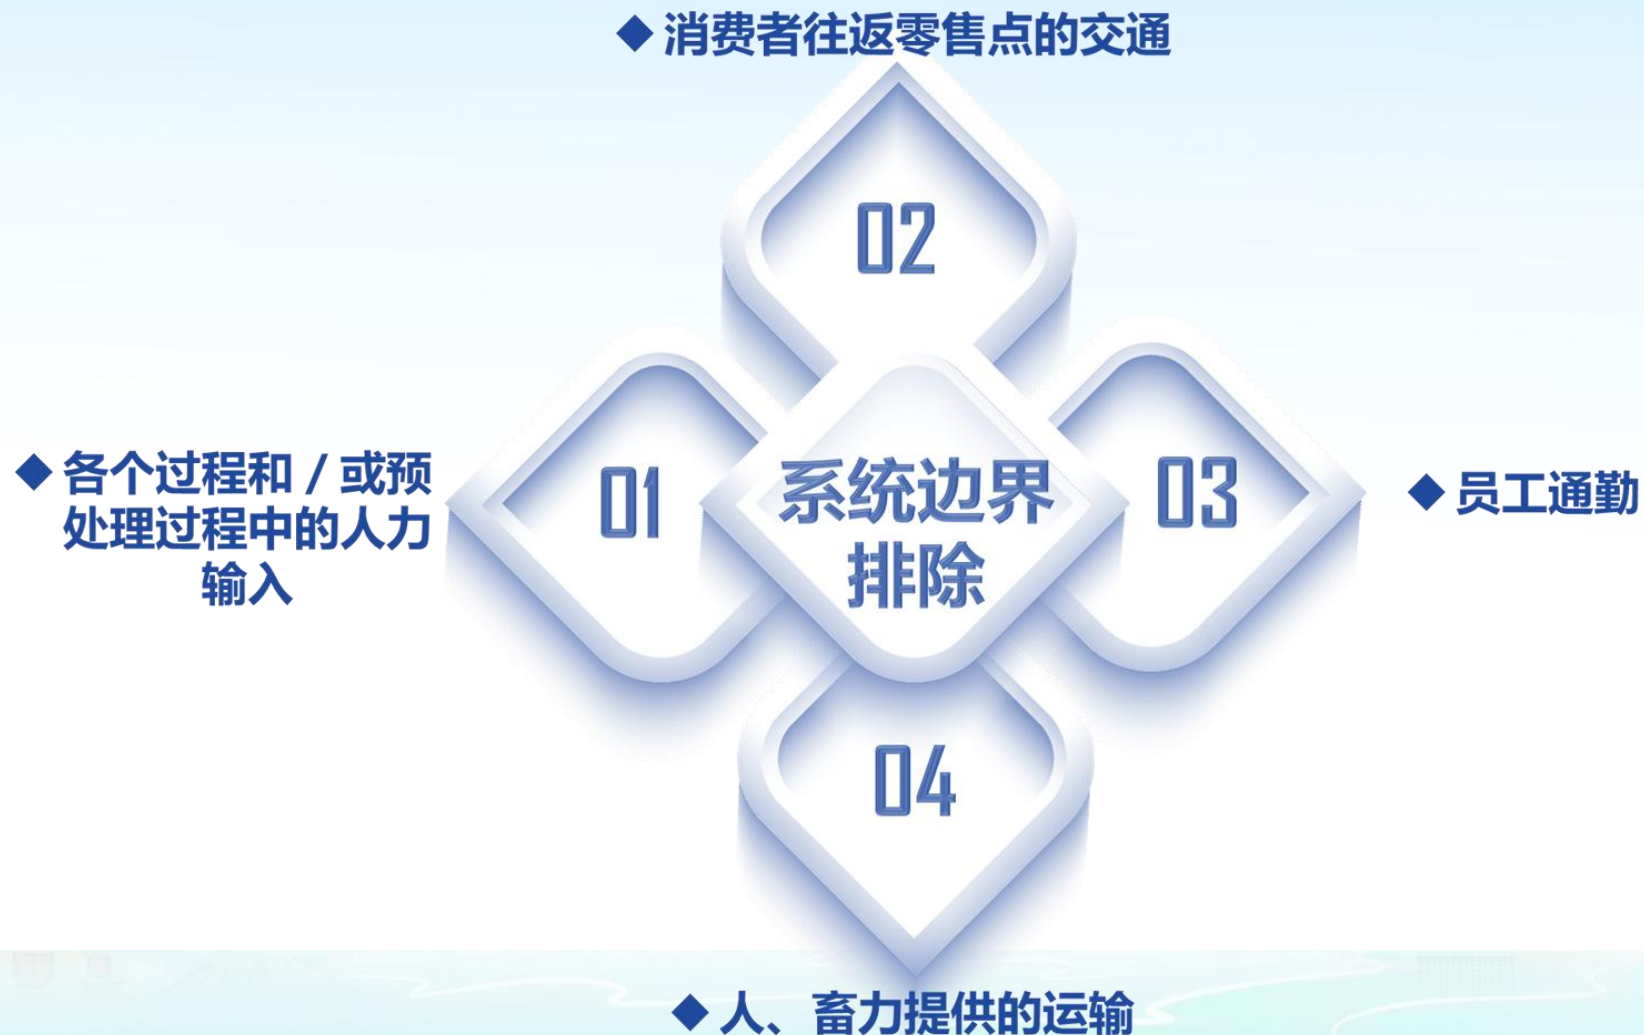 ◆ 消费者往返零售点的交通
02
◆ 各个过程和 / 或预
处理过程中的人力
输入
01
系统边界
排除
03
◆ 员工通勤
04
◆ 人、畜力提供的运输